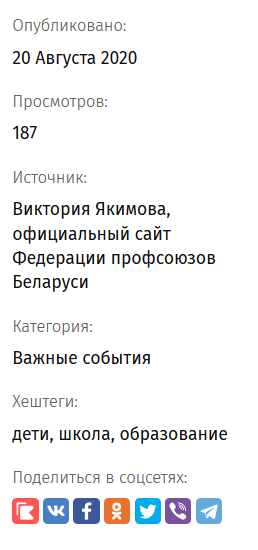 Опубликовано:
20 Августа 2020
Просмотров:
187
Источник:
Виктория Якимова,
официальный сайт
Федерации профсоюзов
Беларуси
Категория:
Важные события
Хештеги:
дети, школа, образование
Поделиться в соцсетях: